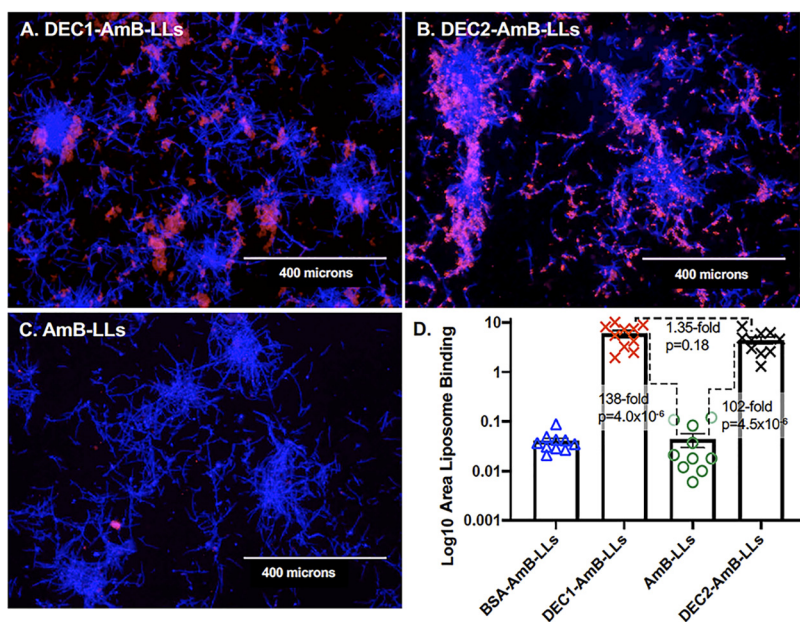 A. DEC1-AmB-LLs
400 microns
B. DEC2-AmB-LLs
400 microns
C. AmB-LLs
400 microns
D.
Log10 Area Liposome Binding
10
1
0.1
0.01
0.001
1.35-fold
p=0.18
138-fold
p=4.0x10-6
102-fold
p=4.5x10-6
BSA-AmB-LLs
DEC1-AmB-LLs
AmB-LLs
DEC2-AmB-LLs